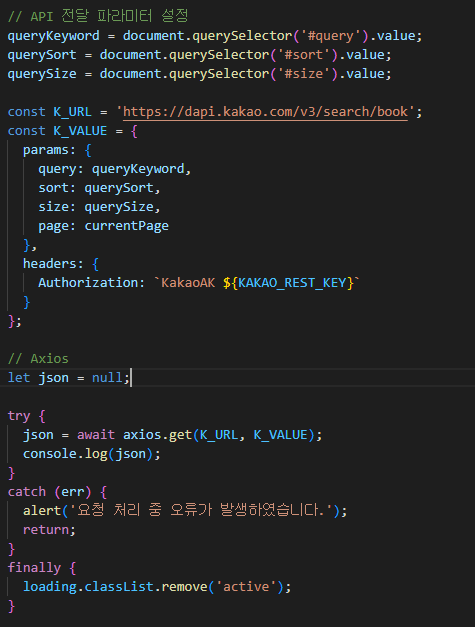 // API 전달 파라미터 설정
queryKeyword = document.querySelector('#query').value;
querySort = document.querySelector('#sort').value;
querySize = document.querySelector('#size').value;
const K_URL = 'https://dapi.kakao.com/v3/search/book';
const K_VALUE = {
params: {
query: queryKeyword,
sort: querySort,
size: querySize,
page: currentPage
},
headers: {
Authorization: `KakaoAK ${KAKAO_REST_KEY}`
}
};
// Axios
let json = null;
try {
json = await axios.get(K_URL, K_VALUE);
console.log(json);
}
catch (err) {
alert('요청 처리 중 오류가 발생하였습니다.');
return;
}
finally {
loading.classList.remove('active');
}